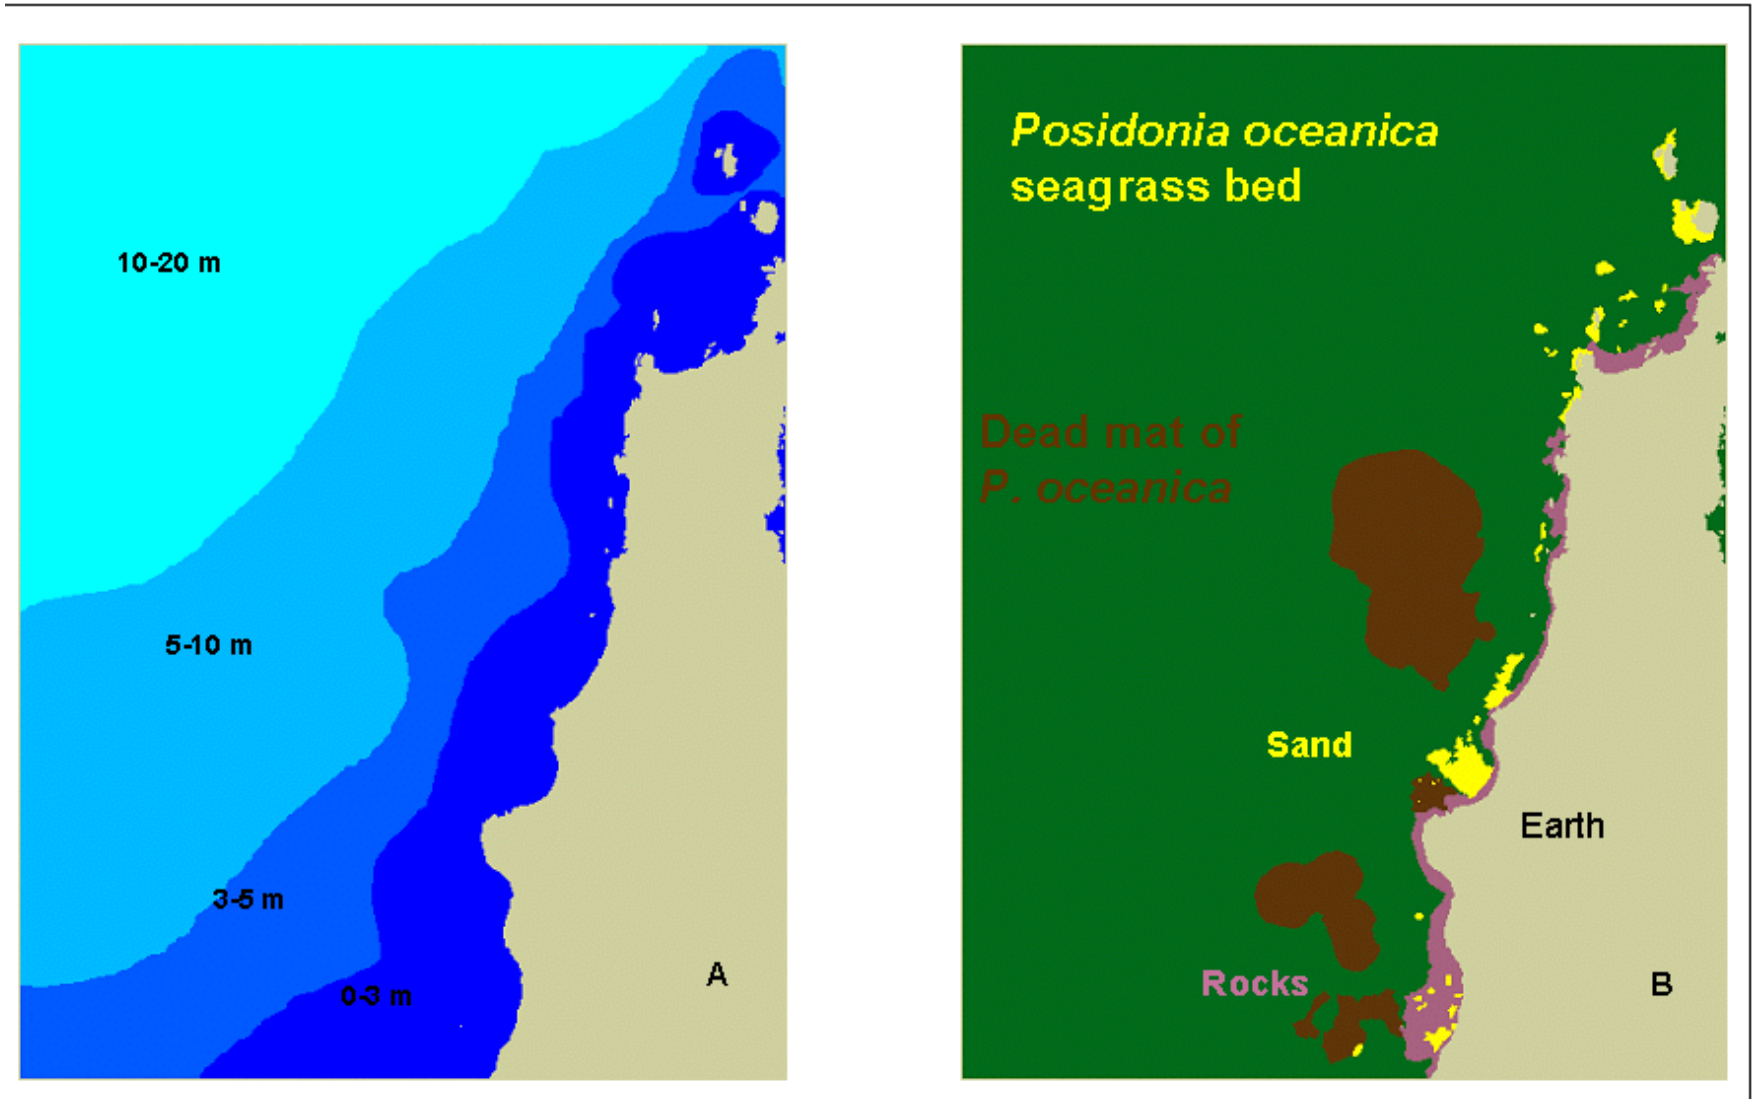 10-20 m
5-10 m
3-5 m
0-3 m
A
Posidonia oceanica
seagrass bed
Dead mat of
P. oceanica
Sand
Earth
Rocks
B